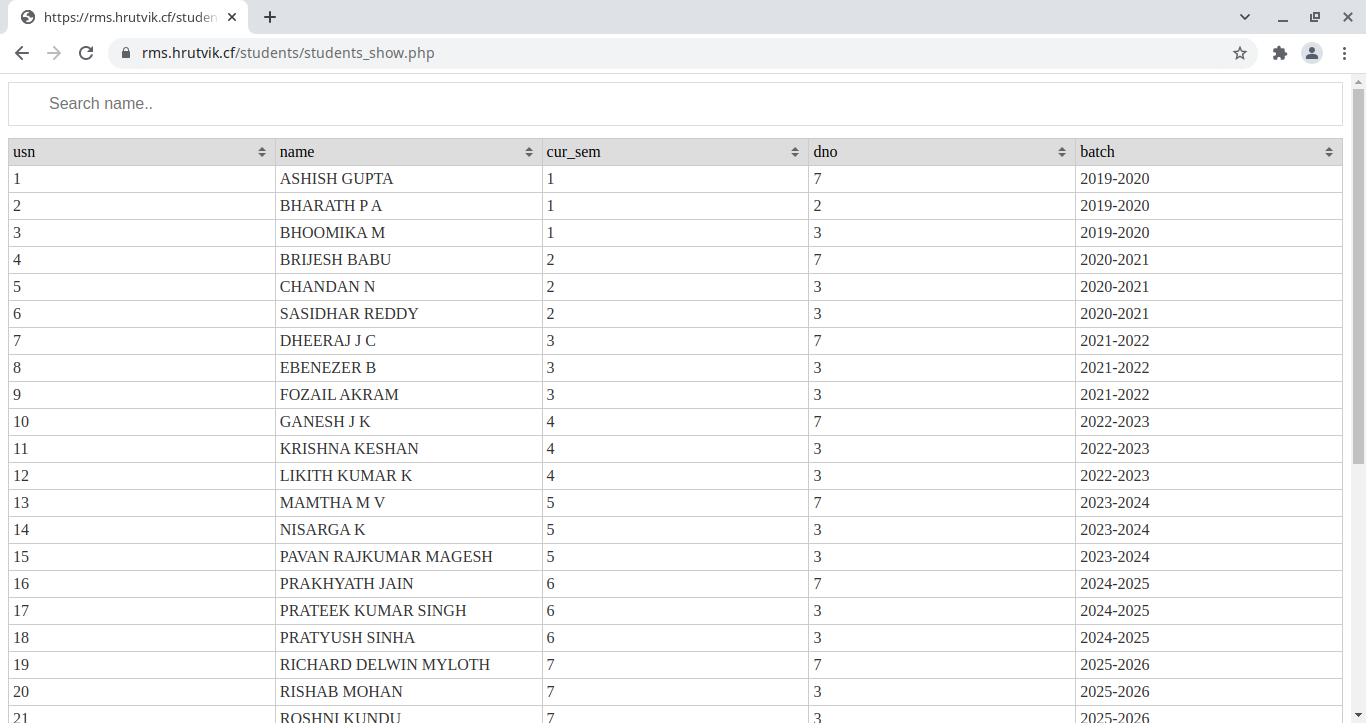 https://rms.hrutvik.cf/studen
rms.hrutvik.cf/students/students_show.php
Search name..
usn name cur_sem dno batch
1 ASHISH GUPTA 1 7 2019-2020
2 BHARATH P A 1 2 2019-2020
3 BHOOMIKA M 1 3 2019-2020
4 BRIJESH BABU 2 7 2020-2021
5 CHANDAN N 2 3 2020-2021
6 SASIDHAR REDDY 2 3 2020-2021
7 DHEERAJ J C 3 7 2021-2022
8 EBENEZER B 3 3 2021-2022
9 FOZAIL AKRAM 3 3 2021-2022
10 GANESH J K 4 7 2022-2023
11 KRISHNA KESHAN 4 3 2022-2023
12 LIKITH KUMAR K 4 3 2022-2023
13 MAMTHA M V 5 7 2023-2024
14 NISARGA K 5 3 2023-2024
15 PAVAN RAJKUMAR MAGESH 5 3 2023-2024
16 PRAKHYATH JAIN 6 7 2024-2025
17 PRATEEK KUMAR SINGH 6 3 2024-2025
18 PRATYUSH SINHA 6 3 2024-2025
19 RICHARD DELWIN MYLOTH 7 7 2025-2026
20 RISHAB MOHAN 7 3 2025-2026
21 ROSHNI KUNDU 7 3 2025-2026